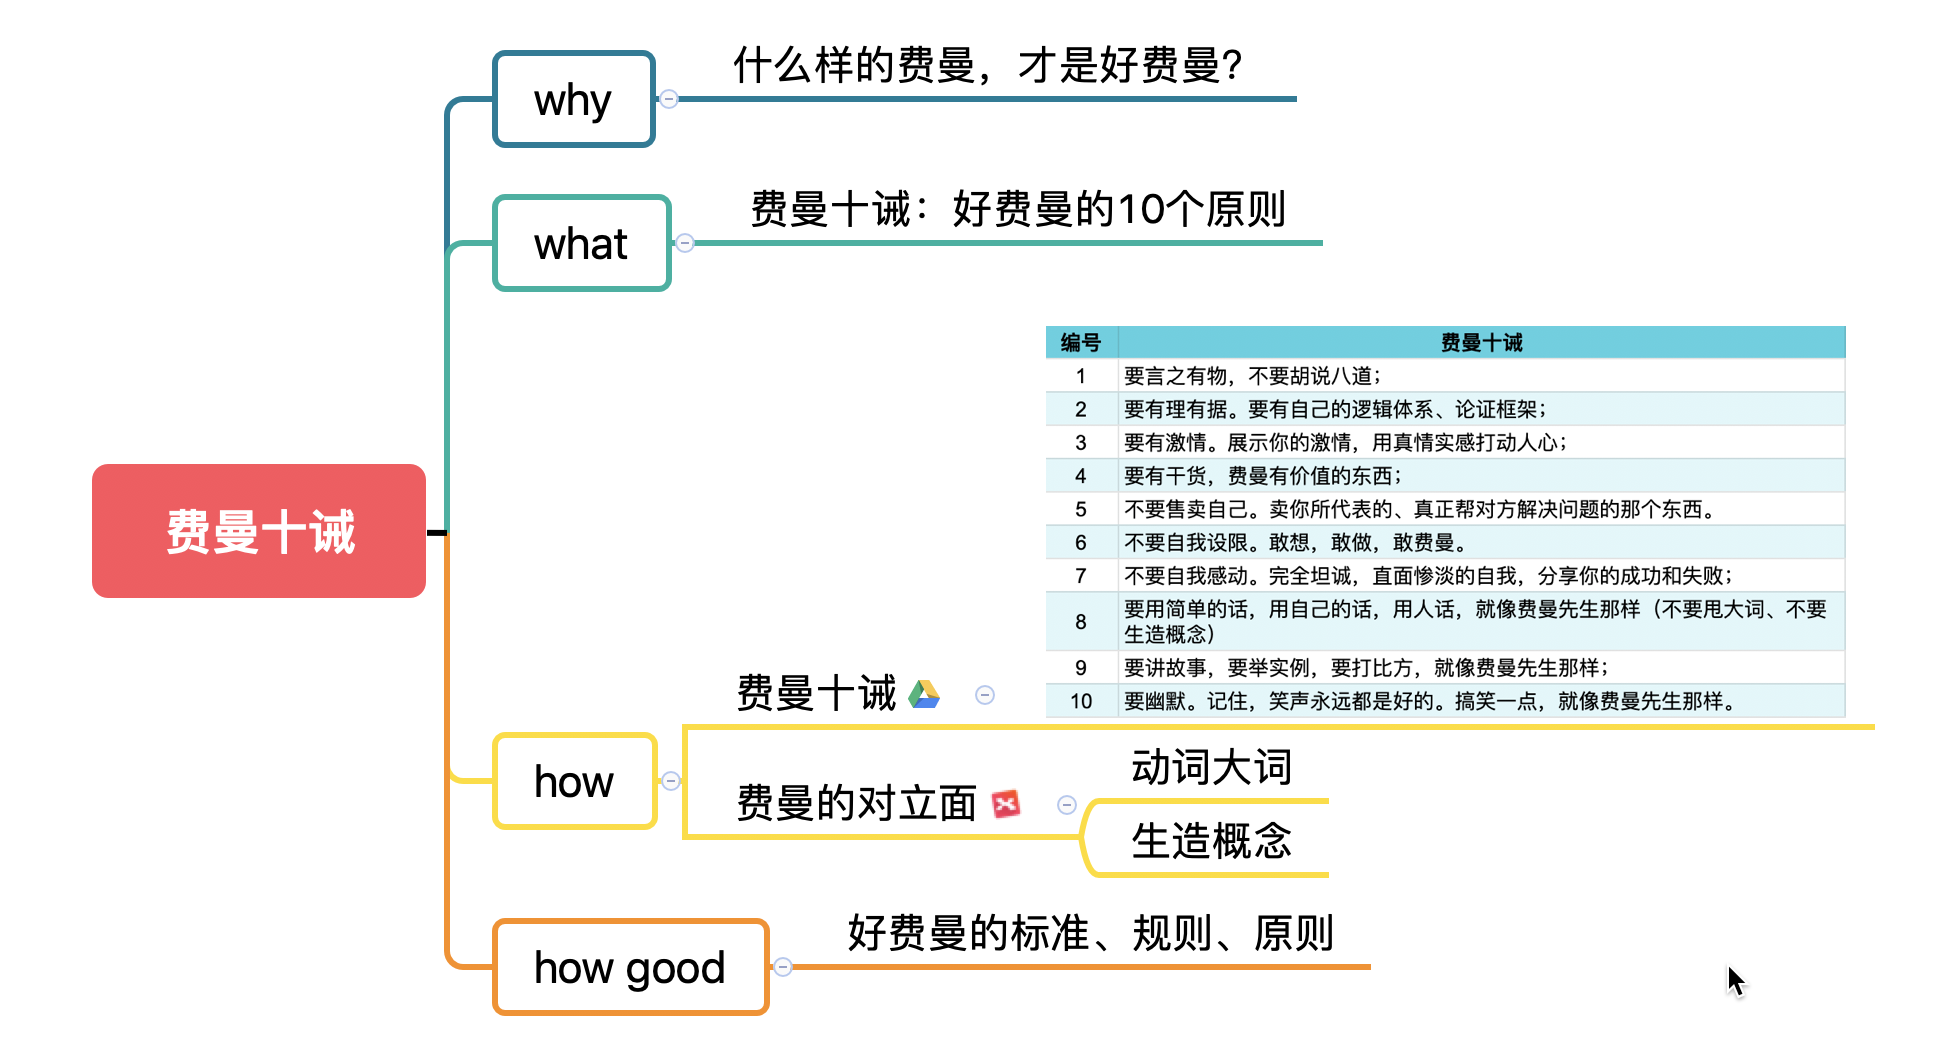 why
什么样的费曼，才是好费曼？
what
费曼十诫：好费曼的10个原则
费曼十诫
how
费曼十诫
编号 费曼十诫
1 要言之有物，不要胡说八道；
2 要有理有据。要有自己的逻辑体系、论证框架；
3 要有激情。展示你的激情，用真情实感打动人心；
4 要有干货，费曼有价值的东西；
5 不要售卖自己。卖你所代表的、真正帮对方解决问题的那个东西。
6 不要自我设限。敢想，敢做，敢费曼。
7 不要自我感动。完全坦诚，直面惨淡的自我，分享你的成功和失败；
8 要用简单的话，用自己的话，用人话，就像费曼先生那样（不要甩大词、不要
生造概念）
9 要讲故事，要举实例，要打比方，就像费曼先生那样；
10 要幽默。记住，笑声永远都是好的。搞笑一点，就像费曼先生那样。
费曼的对立面
动词大词
生造概念
how good
好费曼的标准、规则、原则